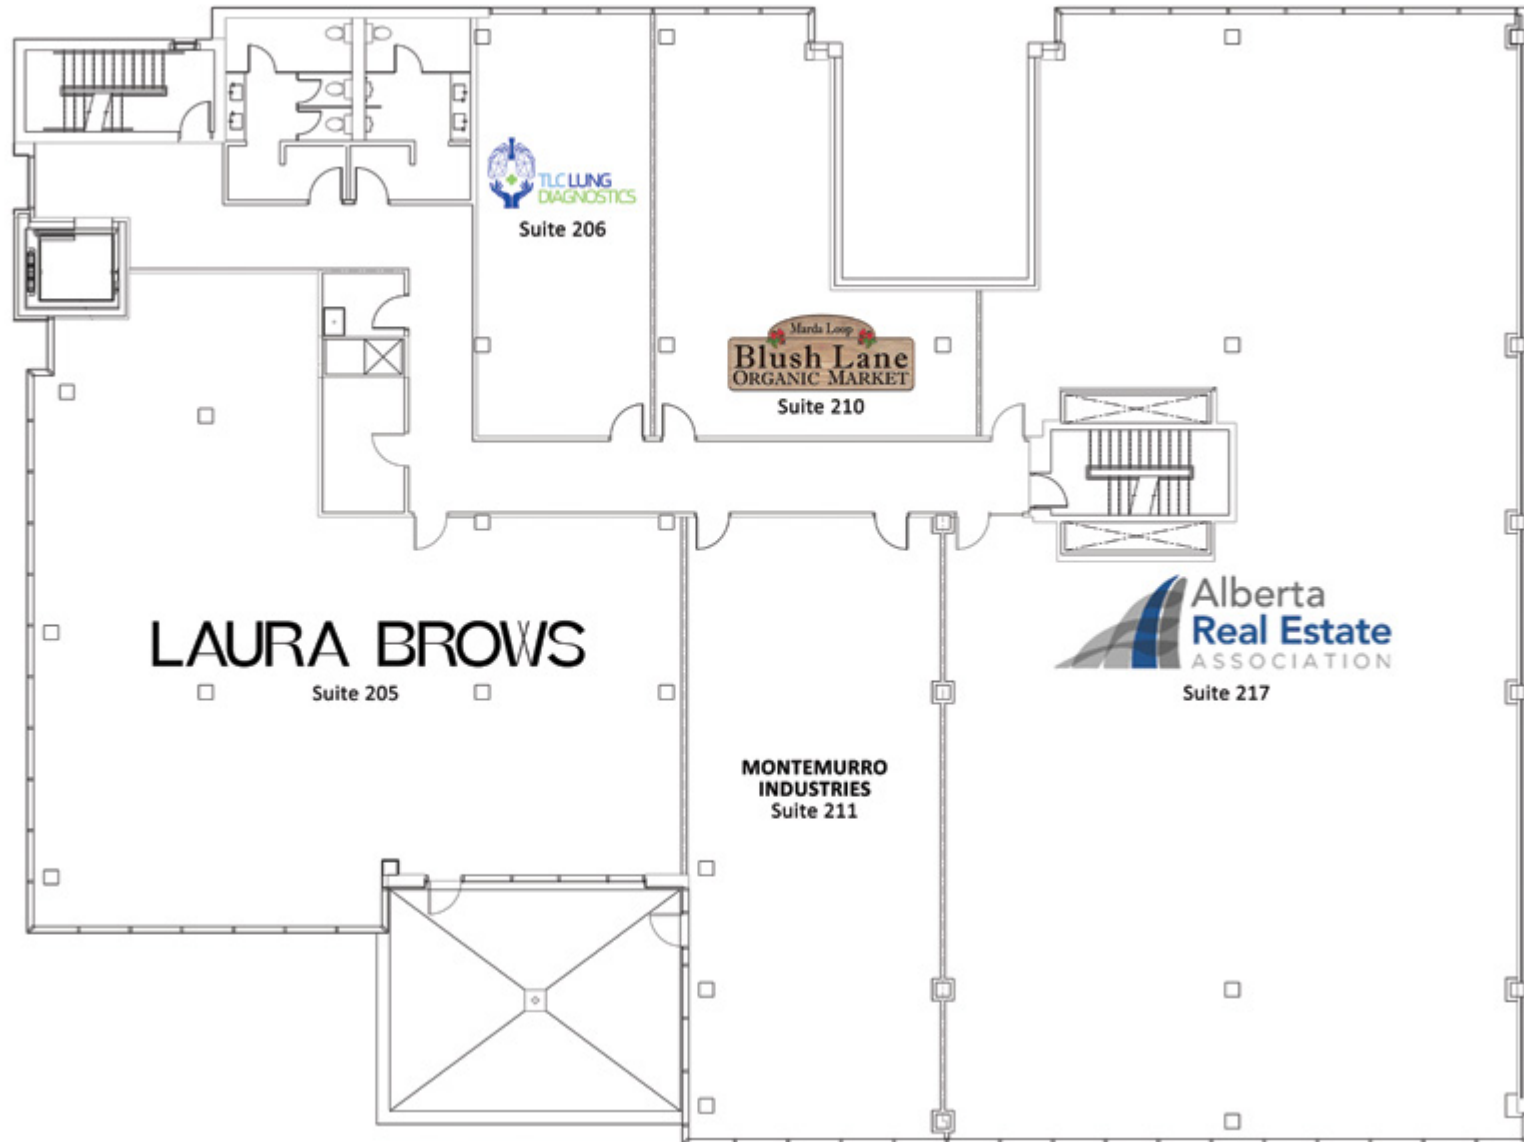 TLC LUNG
DIAGNOSTICS
Suite 206
Marda Loop
Blush Lane
ORGANIC MARKET
Suite 210
LAURA BROWS
Suite 205
Alberta
Real Estate
ASSOCIATION
Suite 217
MONTEMURRO
INDUSTRIES
Suite 211